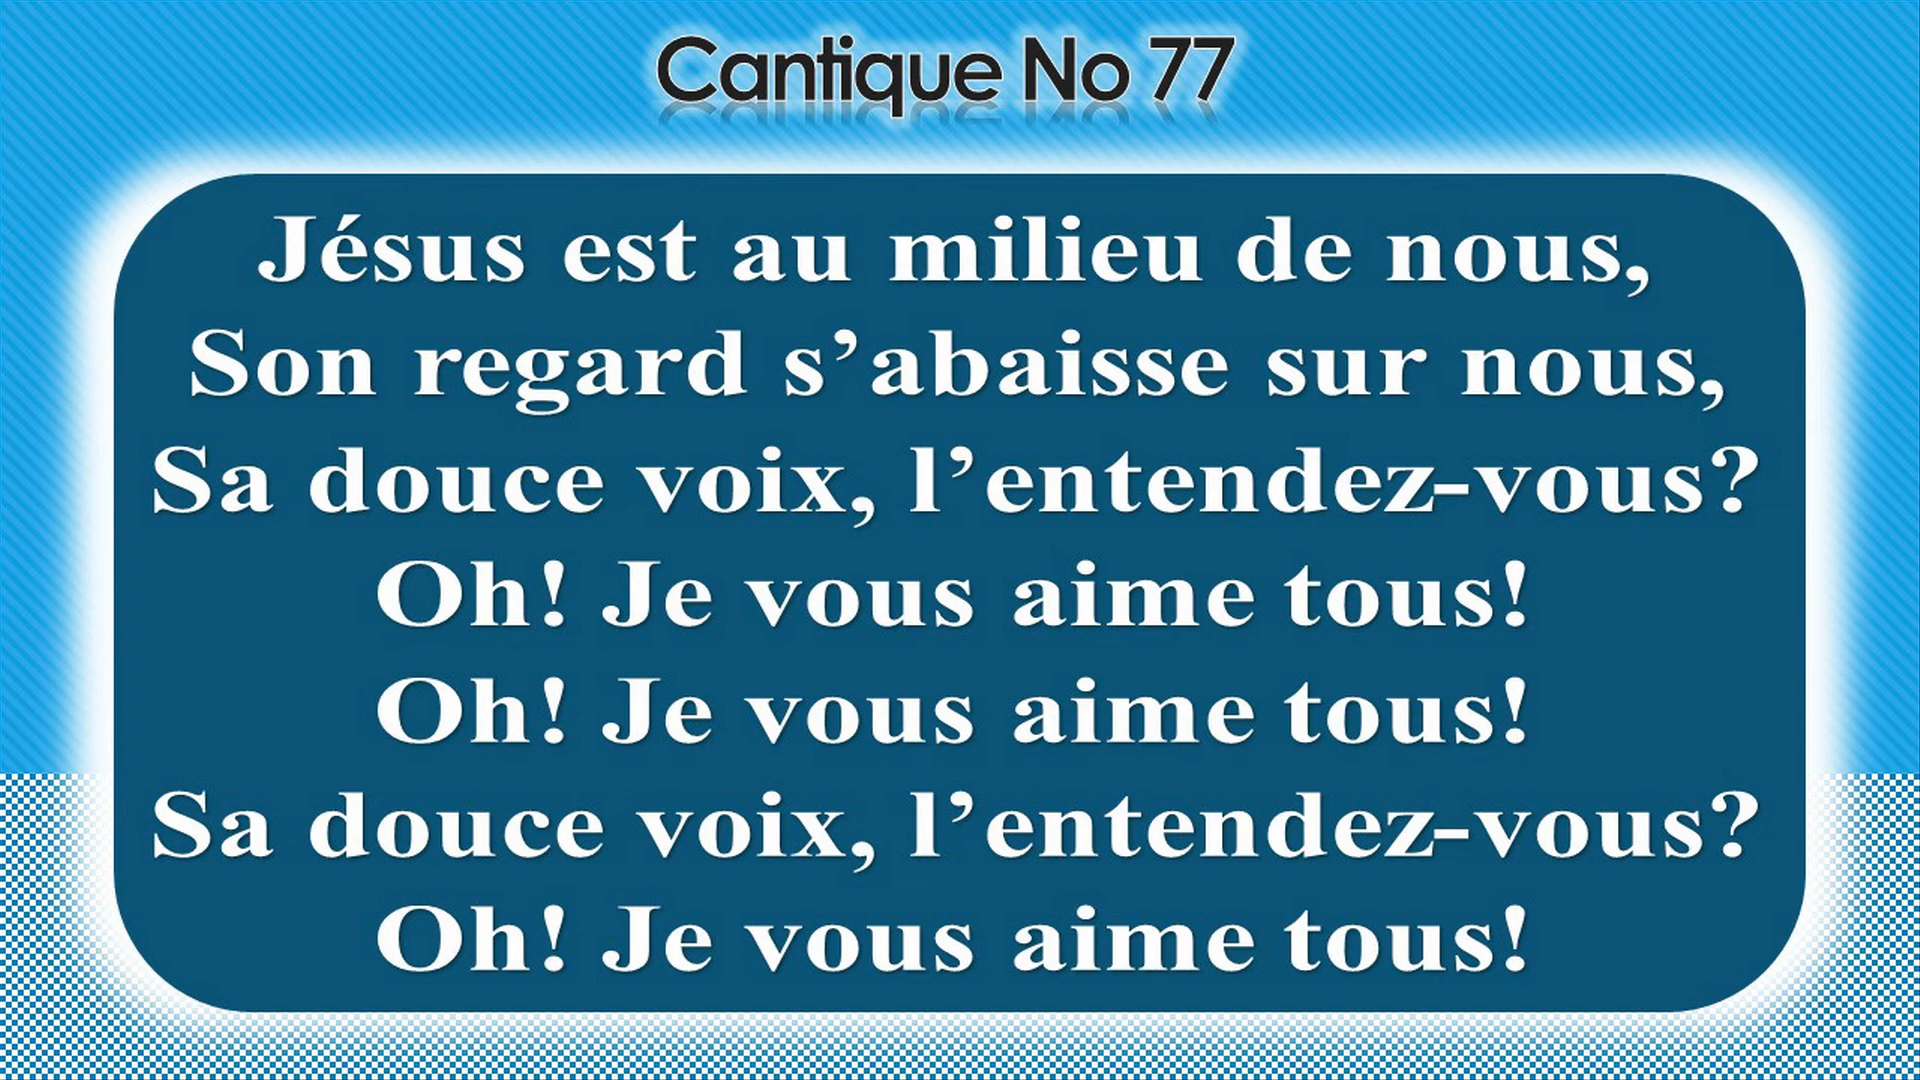 Cantique No 77
Jésus est au milieu de nous,
Son regard s’abaisse sur nous,
Sa douce voix, l’entendez-vous?
Oh! Je vous aime tous!
Oh! Je vous aime tous!
Sa douce voix, l’entendez-vous?
Oh! Je vous aime tous!